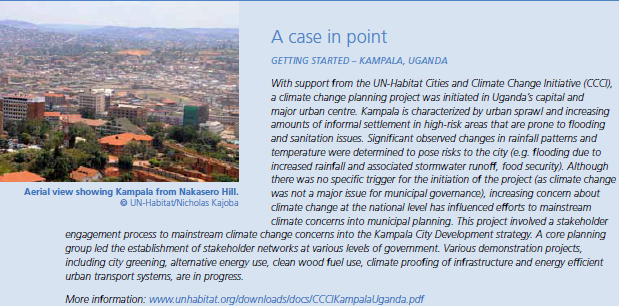 A case in point
GETTING STARTED – KAMPALA, UGANDA
With support from the UN-Habitat Cities and Climate Change Initiative (CCCI),
a climate change planning project was initiated in Uganda's capital and
major urban centre. Kampala is characterized by urban sprawl and increasing
amounts of informal settlement in high-risk areas that are prone to flooding
and sanitation issues. Significant observed changes in rainfall patterns and
temperature were determined to pose risks to the city (e.g. flooding due to
increased rainfall and associated stormwater runoff, food security). Although
there was no specific trigger for the initiation of the project (as climate change
was not a major issue for municipal governance), increasing concern about
climate change at the national level has influenced efforts to mainstream
climate concerns into municipal planning. This project involved a stakeholder
engagement process to mainstream climate change concerns into the Kampala City Development strategy. A core planning
group led the establishment of stakeholder networks at various levels of government. Various demonstration projects,
including city greening, alternative energy use, clean wood fuel use, climate proofing of infrastructure and energy efficient
urban transport systems, are in progress.
More information: www.unhabitat.org/downloads/docs/CCCIKampalaUganda.pdf
Aerial view showing Kampala from Nakasero Hill.
© UN-Habitat/Nicholas Kajoba